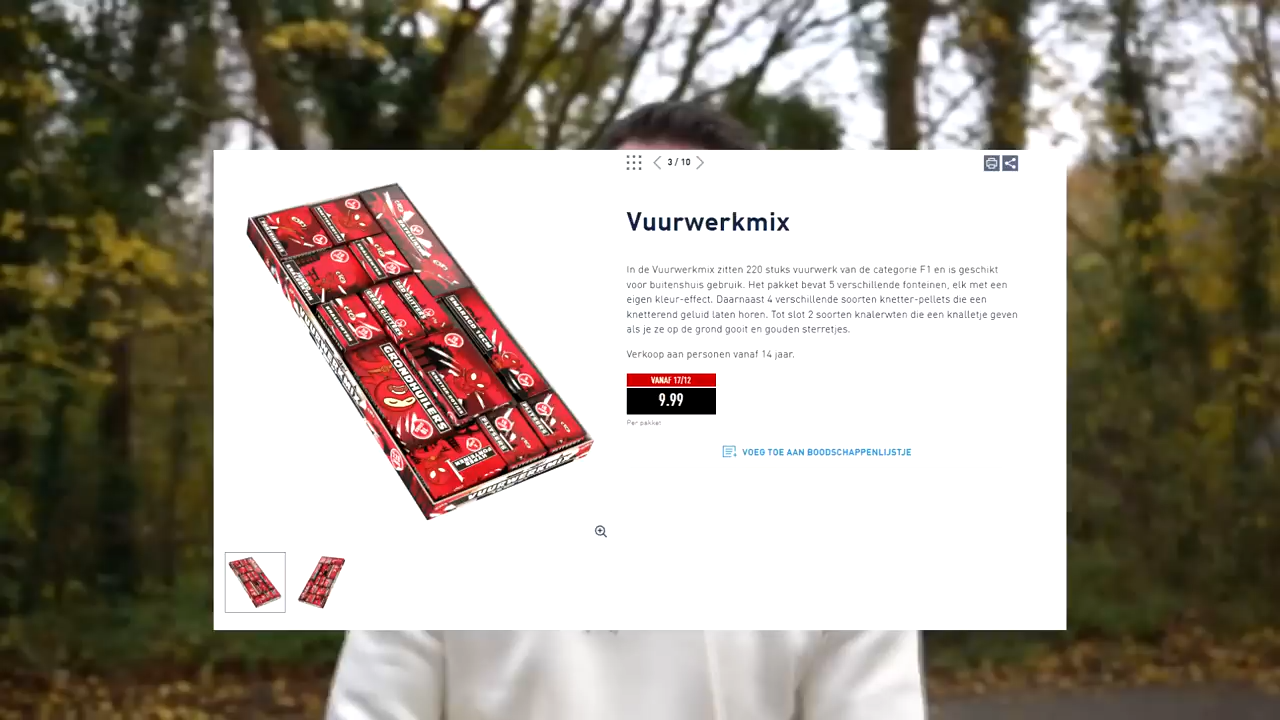 3 / 10
Vuurwerkmix
In de Vuurwerkmix zitten 220 stuks vuurwerk van de categorie F1 en is geschikt
voor buitenshuis gebruik. Het pakket bevat 5 verschillende fonteinen, elk met een
eigen kleur-effect. Daarnaast 4 verschillende soorten knetter-pellets die een
knetterend geluid laten horen. Tot slot 2 soorten knalerwten die een knalletje geven
als je ze op de grond gooit en gouden sterretjes.
Verkoop aan personen vanaf 14 jaar.
VANAF 17/12
9.99
Per pakket
VOEG TOE AAN BOODSCHAPPENLIJSTJE
GRONDHUILERS
VUURWERKMIX